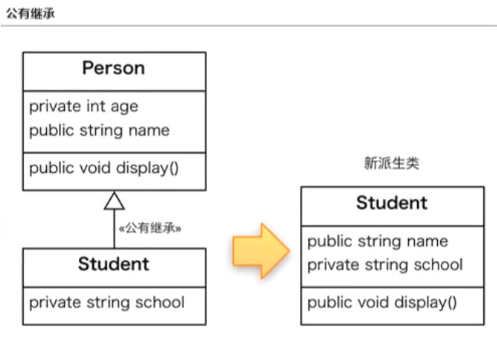 公有继承
Person
private int age
public string name
public void display()
«公有继承»
Student
private string school
新派生类
Student
public string name
private string school
public void display()